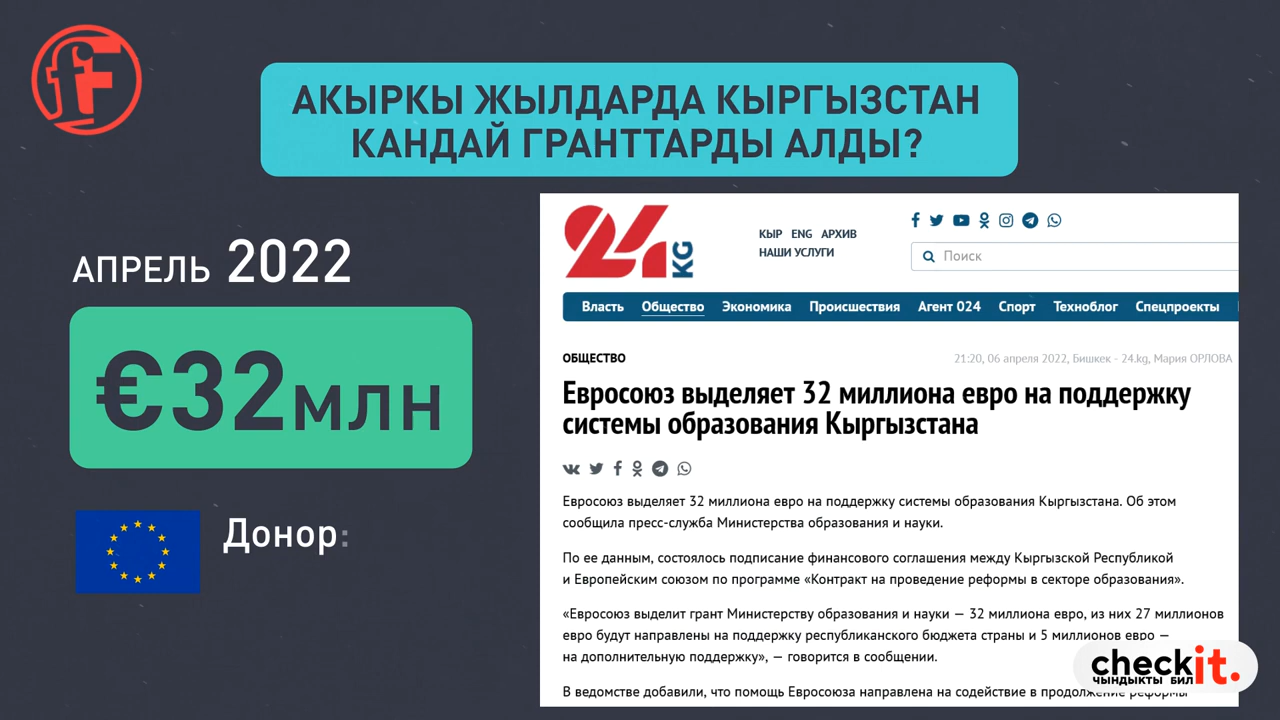 fF
АКЫРКЫ ЖЫЛДАРДА КЫРГЫЗСТАН
КАНДАЙ ГРАНТТАРДЫ АЛДЫ?
АПРЕЛЬ 2022
€32млн
Донор:
24
KG
КЫР ENG АРХИВ
НАШИ УСЛУГИ
Поиск
Власть Общество Экономика Происшествия Агент 024 Спорт Техноблог Спецпроекты
ОБЩЕСТВО
21:20, 06 апреля 2022, Бишкек - 24.kg, Мария ОРЛОВА
Евросоюз выделяет 32 миллиона евро на поддержку
системы образования Кыргызстана
Евросоюз выделяет 32 миллиона евро на поддержку системы образования Кыргызстана. Об этом
сообщила пресс-служба Министерства образования и науки.
По ее данным, состоялось подписание финансового соглашения между Кыргызской Республикой
и Европейским союзом по программе «Контракт на проведение реформы в секторе образования».
«Евросоюз выделит грант Министерству образования и науки — 32 миллиона евро, из них 27 миллионов
евро будут направлены на поддержку республиканского бюджета страны и 5 миллионов евро —
на дополнительную поддержку», — говорится в сообщении.
В ведомстве добавили, что помощь Евросоюза направлена на содействие в продолжение реформы
checkit.
ЧЫНДЫКТЫ БИЛ